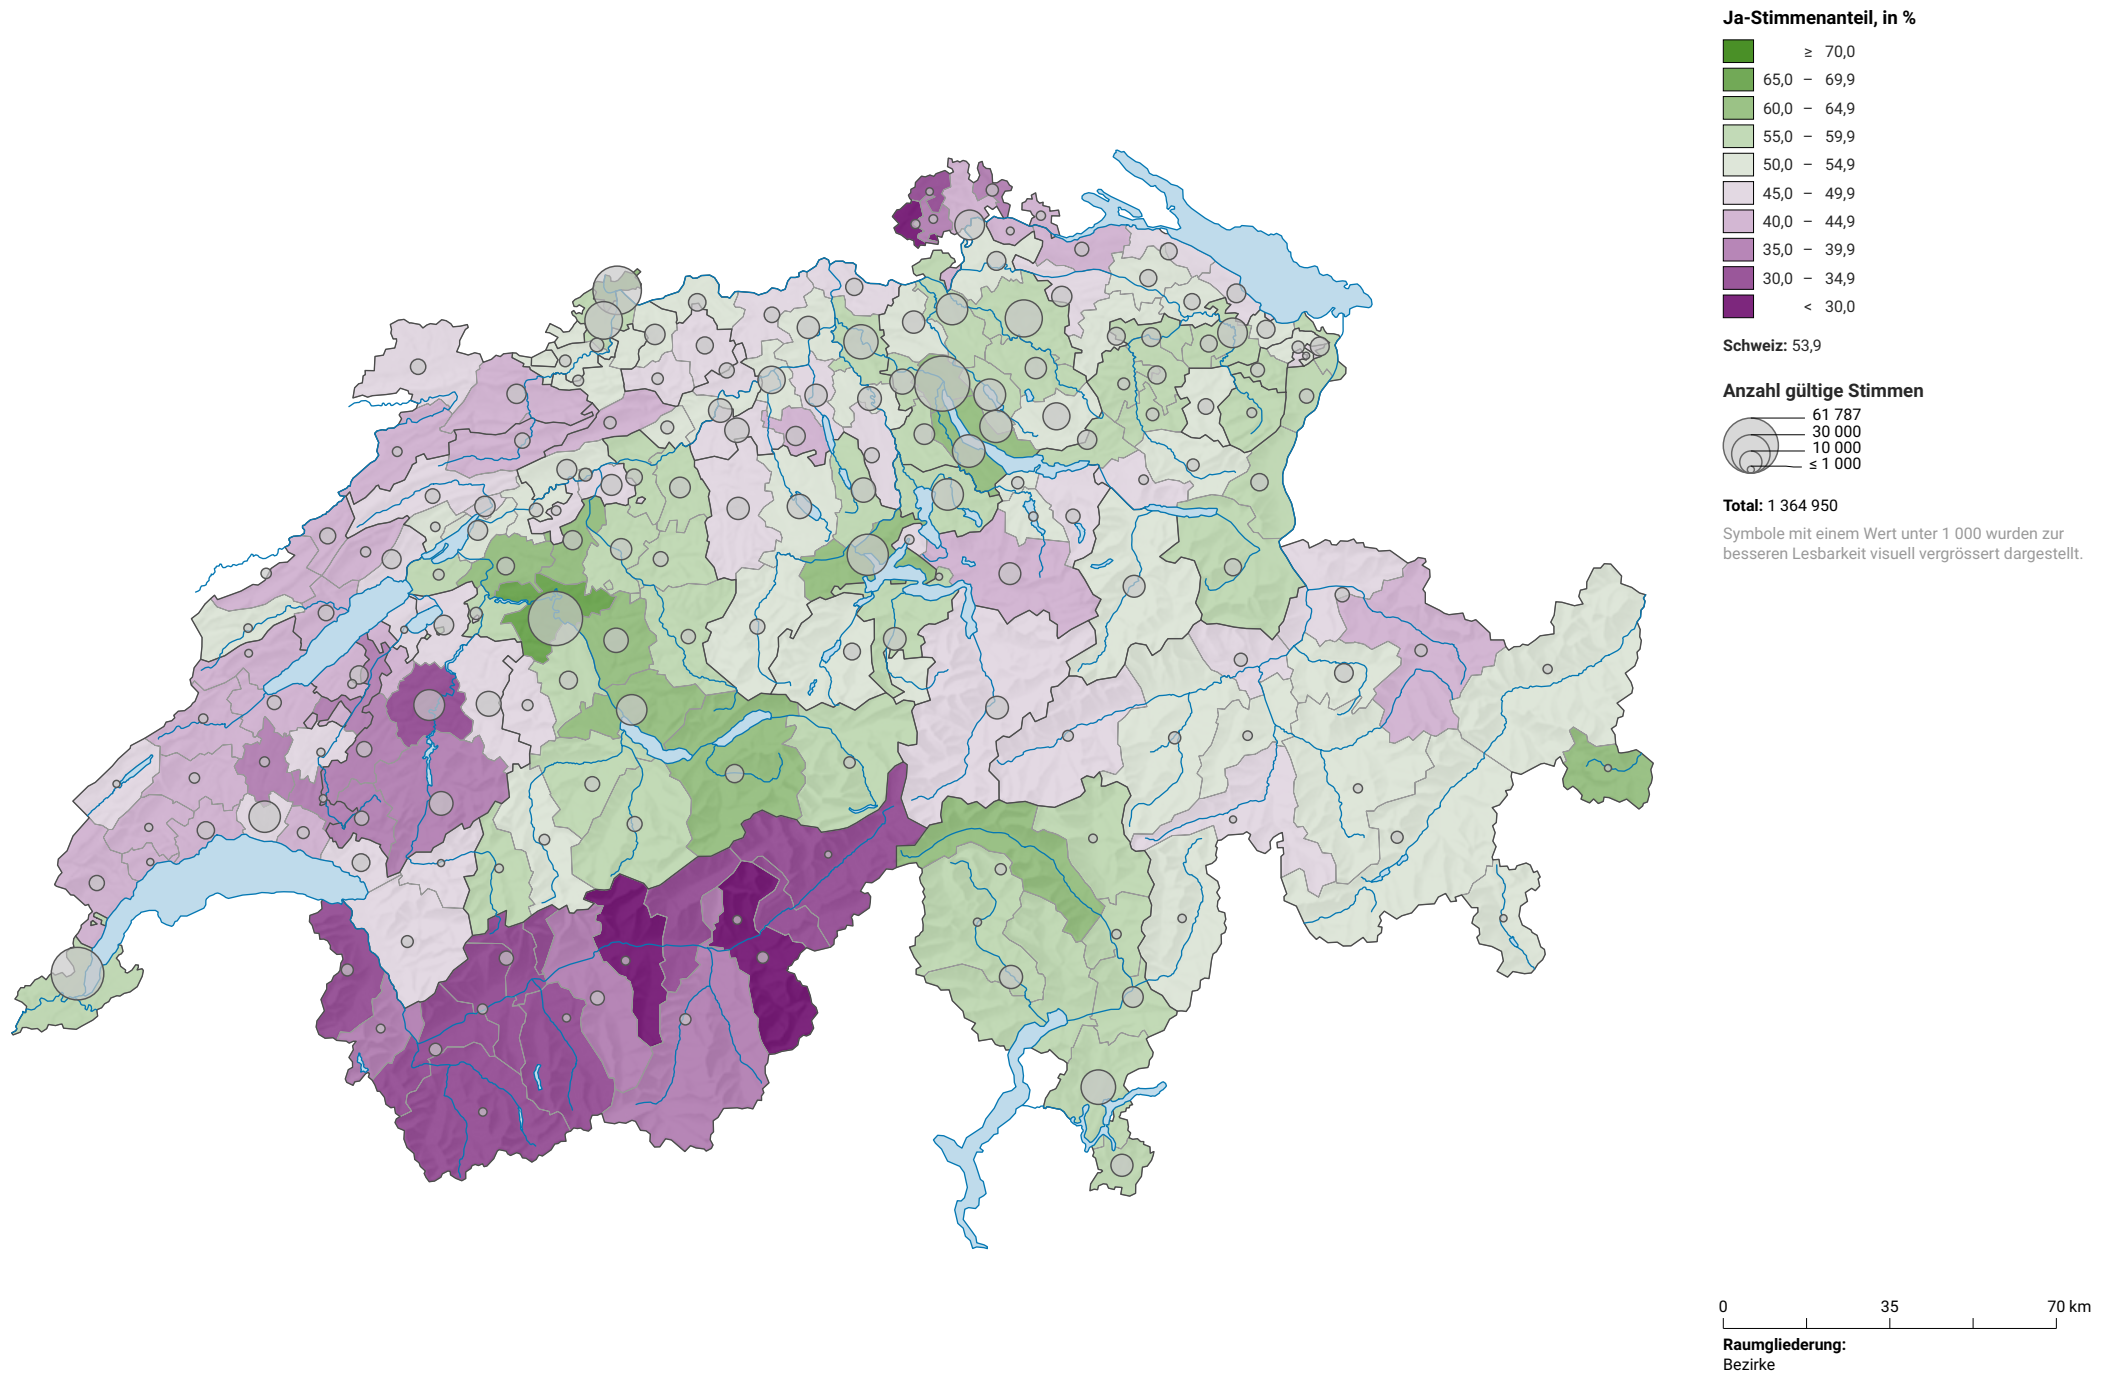 Ja-Stimmenanteil, in %
≥ 70,0
65,0 – 69,9
60,0 – 64,9
55,0 – 59,9
50,0 – 54,9
45,0 – 49,9
40,0 – 44,9
35,0 – 39,9
30,0 – 34,9
< 30,0
Schweiz: 53,9
Anzahl gültige Stimmen
61 787
30 000
10 000
≤ 1 000
Total: 1 364 950
Symbole mit einem Wert unter 1 000 wurden zur
besseren Lesbarkeit visuell vergrössert dargestellt.
0 35 70 km
Raumgliederung:
Bezirke